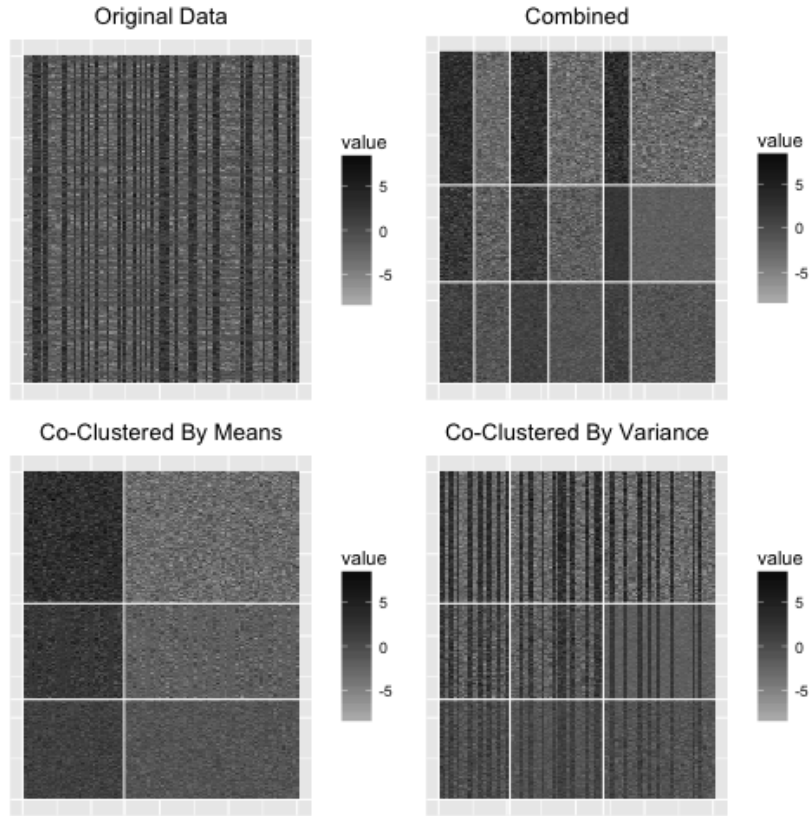 Original Data
value
5
0
-5
Combined
value
5
0
-5
Co-Clustered By Means
value
5
0
-5
Co-Clustered By Variance
value
5
0
-5